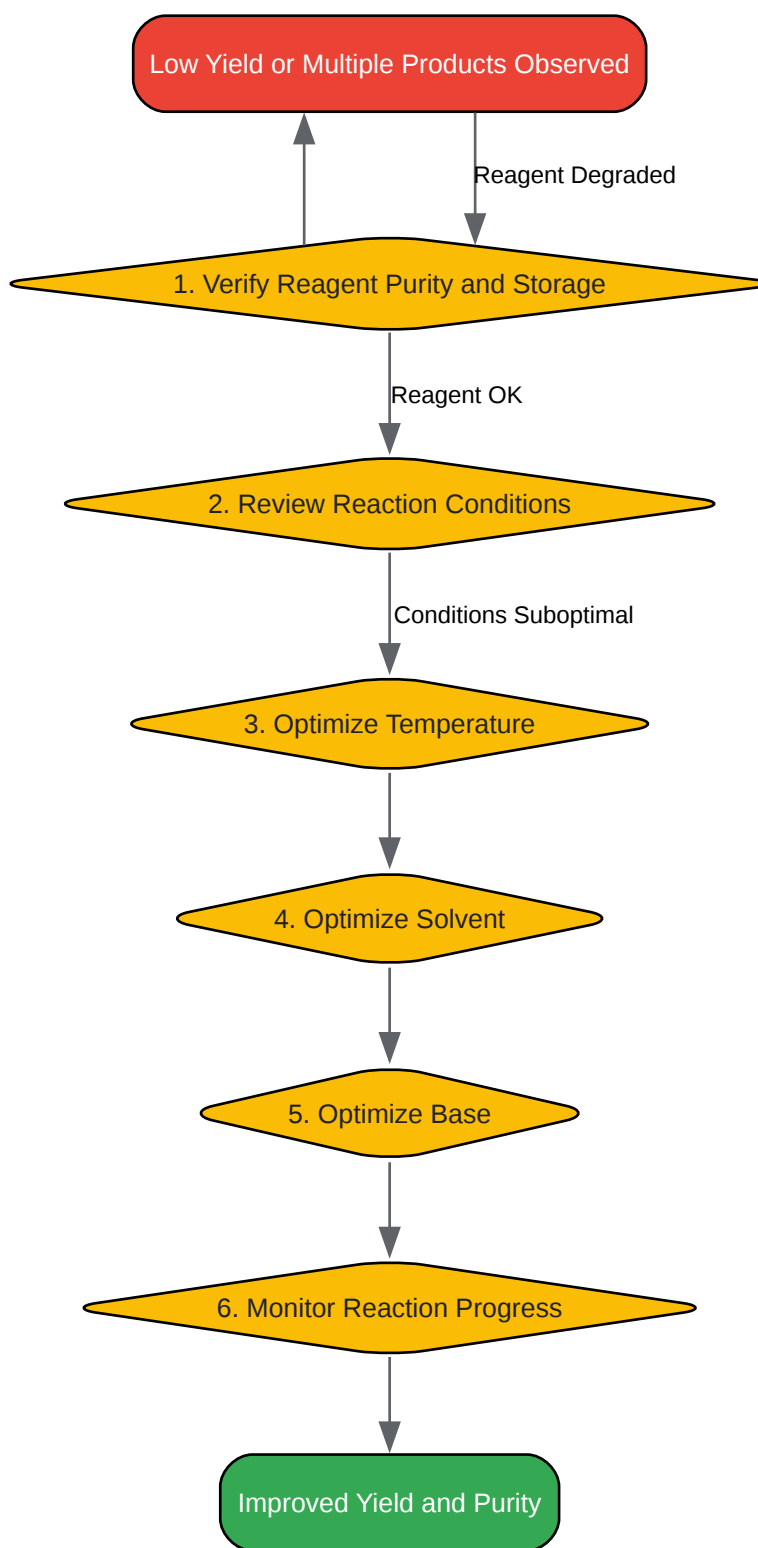 Low Yield or Multiple Products Observed
Reagent Degraded
1. Verify Reagent Purity and Storage
Reagent OK
2. Review Reaction Conditions
Conditions Suboptimal
3. Optimize Temperature
4. Optimize Solvent
5. Optimize Base
6. Monitor Reaction Progress
Improved Yield and Purity